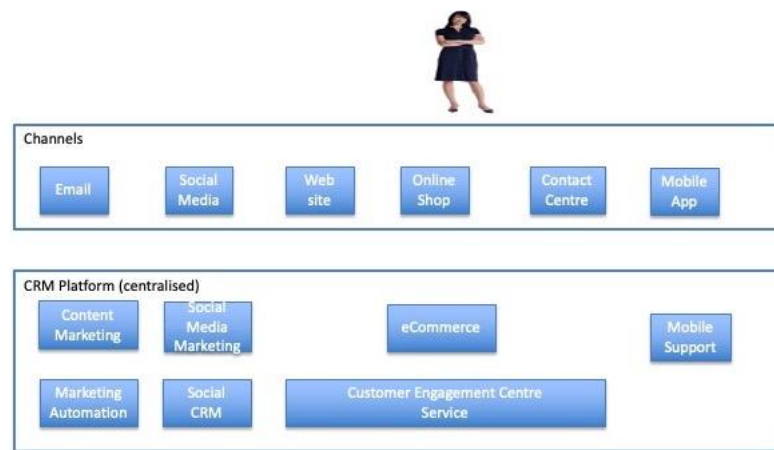 Channels
Email
Social
Media
Web
site
Online
Shop
Contact
Centre
Mobile
App
CRM Platform (centralised)
Content
Marketing
Social
Media
Marketing
eCommerce
Mobile
Support
Marketing
Automation
Social
CRM
Customer Engagement Centre
Service